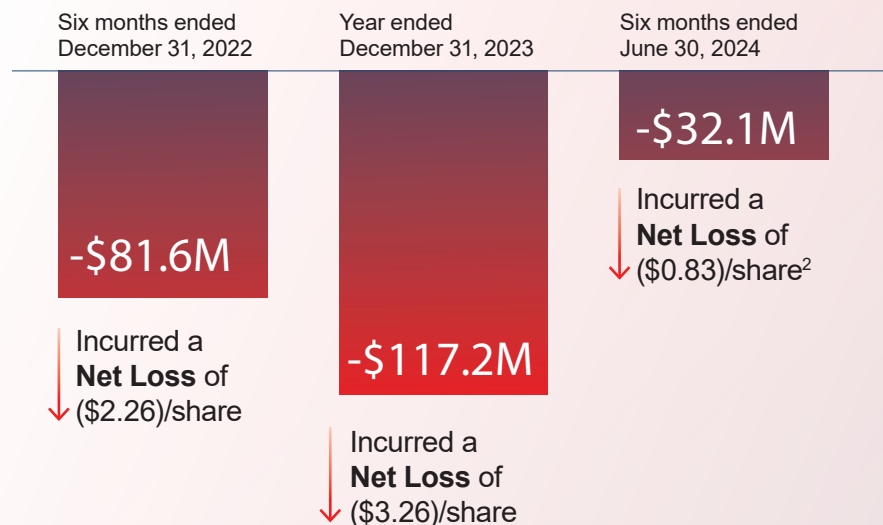 Six months ended
December 31, 2022
-$81.6M
Incurred a
Net Loss of
($2.26)/share
Year ended
December 31, 2023
-$117.2M
Incurred a
Net Loss of
($3.26)/share
Six months ended
June 30, 2024
-$32.1M
Incurred a
Net Loss of
($0.83)/share²